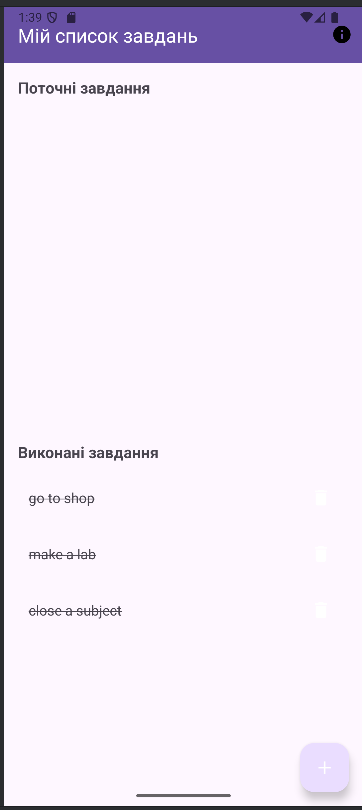 1:39
Мій список завдань
Поточні завдання
Виконані завдання
go to shop
make a lab
close a subject